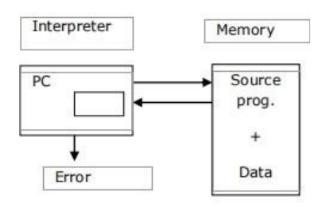 Interpreter
Memory
PC
Source
prog.
+
Data
Error